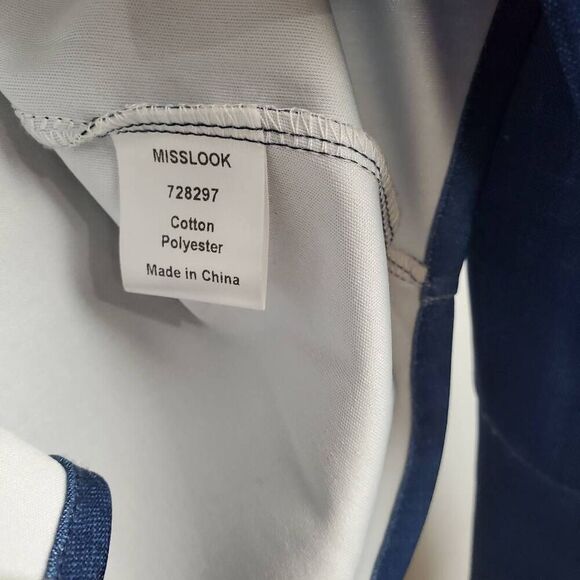 MISSLOOK
728297
Cotton
Polyester
Made in China